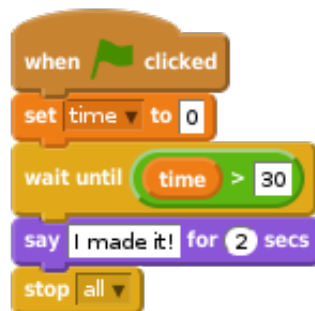 when clicked
set time to 0
wait until time > 30
say I made it! for 2 secs
stop all